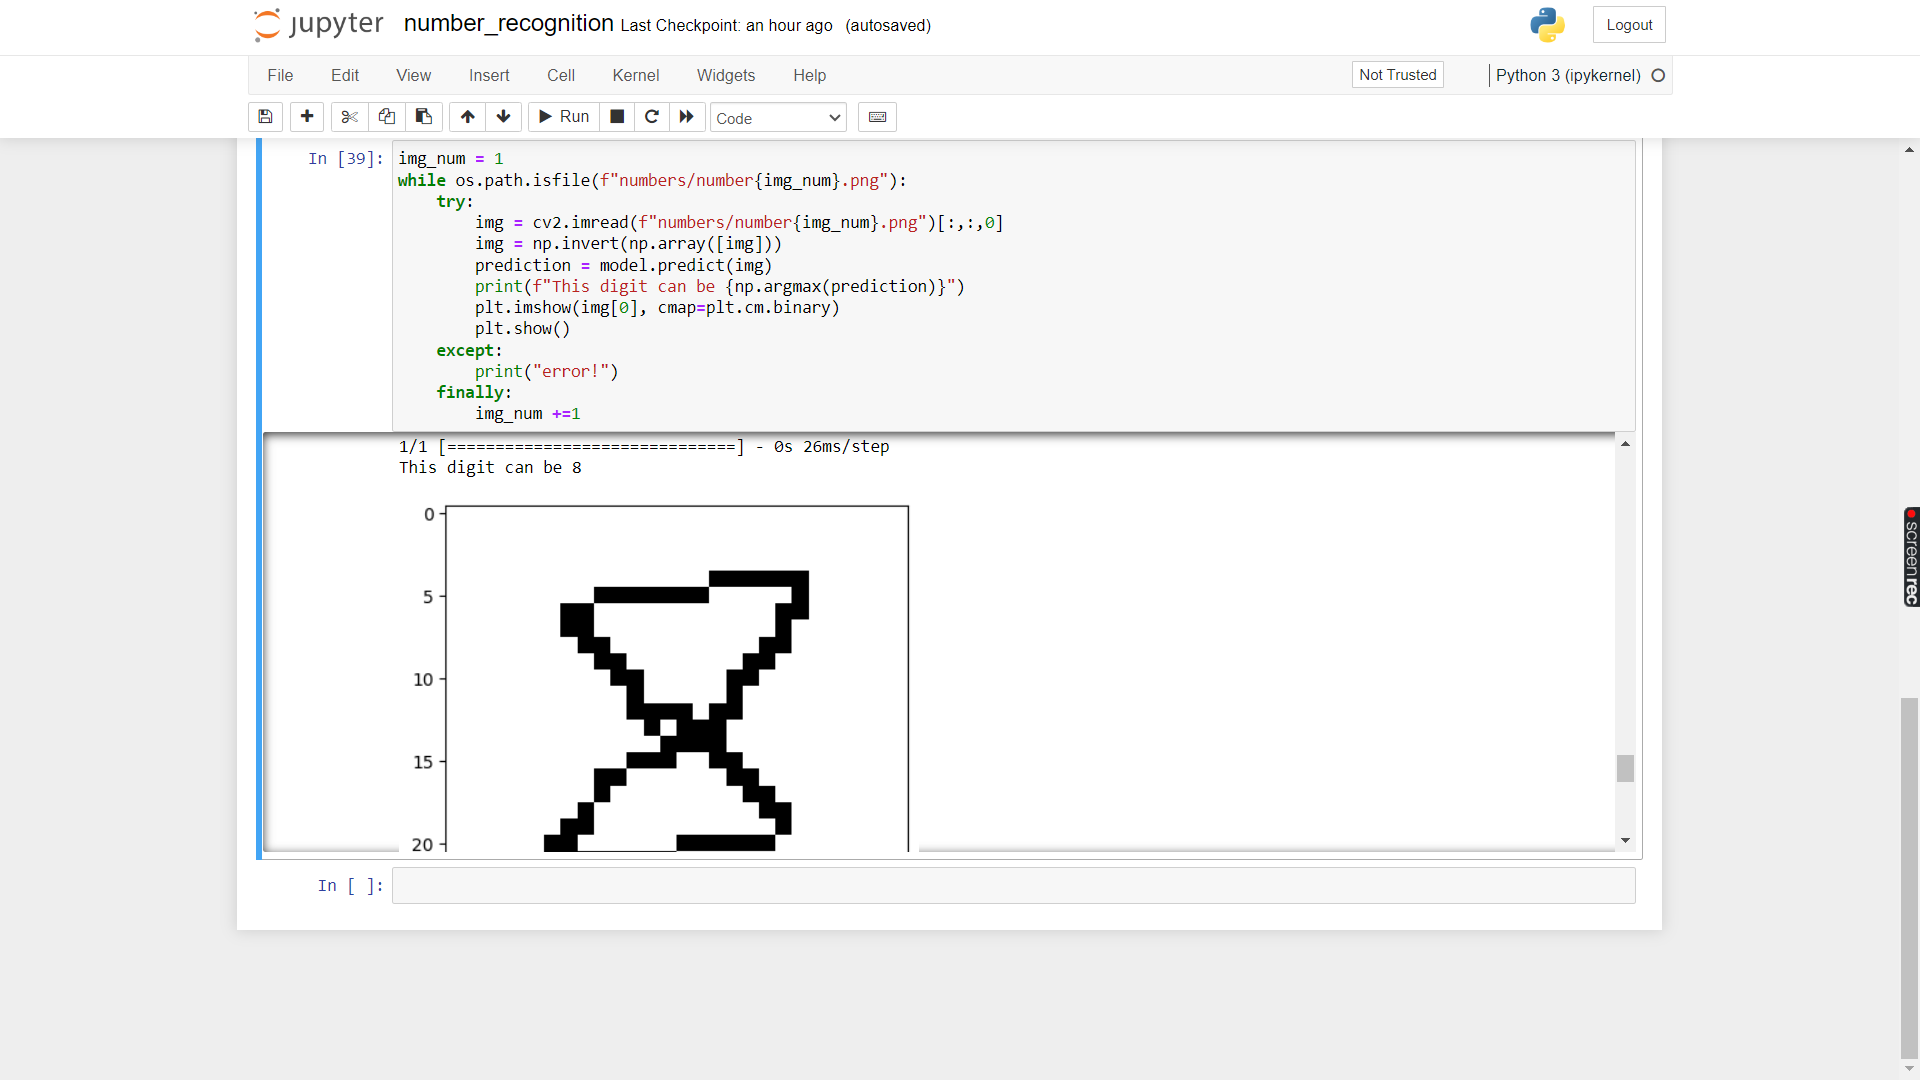 jupyter number_recognition Last Checkpoint: an hour ago (autosaved) Logout
File Edit View Insert Cell Kernel Widgets Help Not Trusted Python 3 (ipykernel)
Run Code
In [39]: img_num = 1
while os.path.isfile(f"numbers/number{img_num}.png"):
    try:
        img = cv2.imread(f"numbers/number{img_num}.png")[:,:,0]
        img = np.invert(np.array([img]))
        prediction = model.predict(img)
        print(f"This digit can be {np.argmax(prediction)}")
        plt.imshow(img[0], cmap=plt.cm.binary)
        plt.show()
    except:
        print("error!")
    finally:
        img_num +=1
1/1 [==============================] - 0s 26ms/step
This digit can be 8
0
5
10
15
20
In [ ]:
screenrec